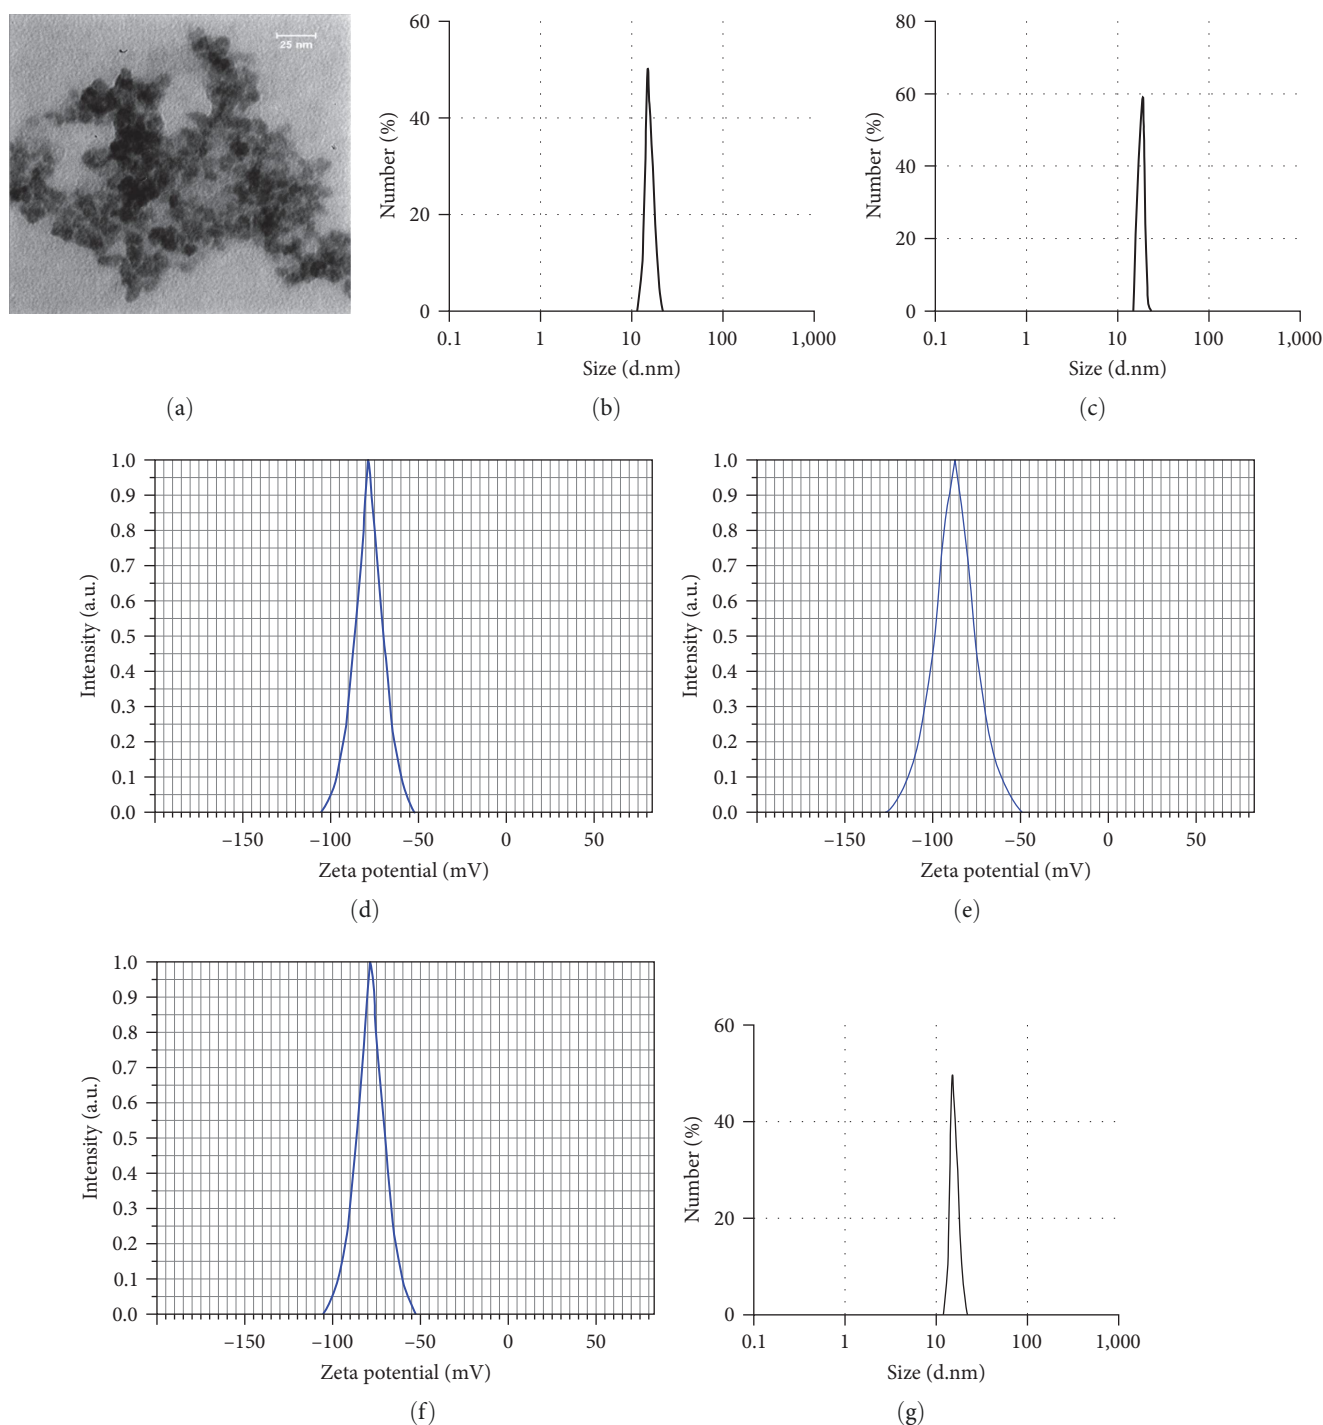 25 nm
60
40
20
0
Number (%)
0.1 1 10 100 1,000
Size (d.nm)
80
60
40
20
0
Number (%)
0.1 1 10 100 1,000
Size (d.nm)
(a)
(b)
(c)
1.0
0.9
0.8
0.7
0.6
0.5
0.4
0.3
0.2
0.1
0.0
Intensity (a.u.)
−150 −100 −50 0 50
Zeta potential (mV)
(d)
1.0
0.9
0.8
0.7
0.6
0.5
0.4
0.3
0.2
0.1
0.0
Intensity (a.u.)
−150 −100 −50 0 50
Zeta potential (mV)
(e)
1.0
0.9
0.8
0.7
0.6
0.5
0.4
0.3
0.2
0.1
0.0
Intensity (a.u.)
−150 −100 −50 0 50
Zeta potential (mV)
(f)
60
40
20
0
Number (%)
0.1 1 10 100 1,000
Size (d.nm)
(g)